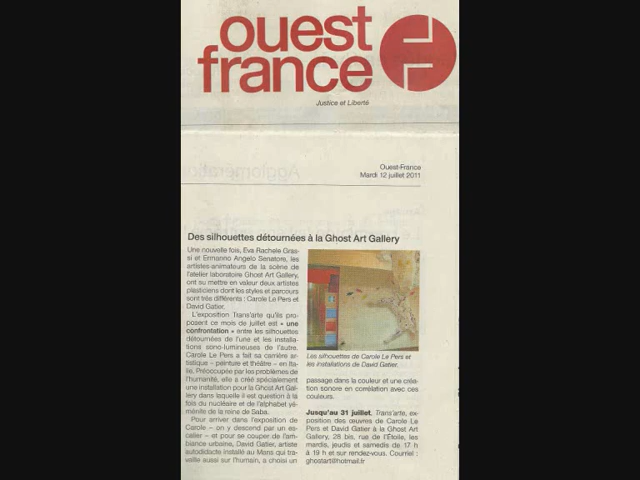 ouest
france
Justice et Liberté
Agglomération
Ouest-France
Mardi 12 juillet 2011
Des silhouettes détournées à la Ghost Art Gallery
Une nouvelle fois, Eva Rachele Gras-
si et Ermanno Angelo Senatore, les
artistes-animateurs de la scène de
l'atelier laboratoire Ghost Art Gallery,
ont su mettre en valeur deux artistes
plasticiens dont les styles et parcours
sont très différents : Carole Le Pers et
David Gatier.
L'exposition Trans'arte qu'ils pro-
posent ce mois de juillet est « une
confrontation » entre les silhouettes
détournées de l'une et les installa-
tions sono-lumineuses de l'autre.
Carole Le Pers a fait sa carrière ar-
tistique – peinture et théâtre – en Ita-
lie. Préoccupée par les problèmes de
l'humanité, elle a créé spécialement
une installation pour la Ghost Art Gal-
lery dans laquelle il est question à la
fois du nucléaire et de l'alphabet yé-
ménite de la reine de Saba.
Pour arriver dans l'exposition de
Carole – on y descend par un es-
calier – et pour se couper de l'am-
biance urbaine, David Gatier, artiste
autodidacte installé au Mans qui tra-
vaille aussi sur l'humain, a choisi un
Les silhouettes de Carole Le Pers et
les installations de David Gatier.
passage dans la couleur et une créa-
tion sonore en corrélation avec ces
couleurs.
Jusqu'au 31 juillet, Trans'arte, ex-
position des œuvres de Carole Le
Pers et David Gatier à la Ghost Art
Gallery, 28 bis, rue de l'Étoile, les
mardis, jeudis et samedis de 17 h
à 19 h et sur rendez-vous. Courriel :
ghostart@hotmail.fr